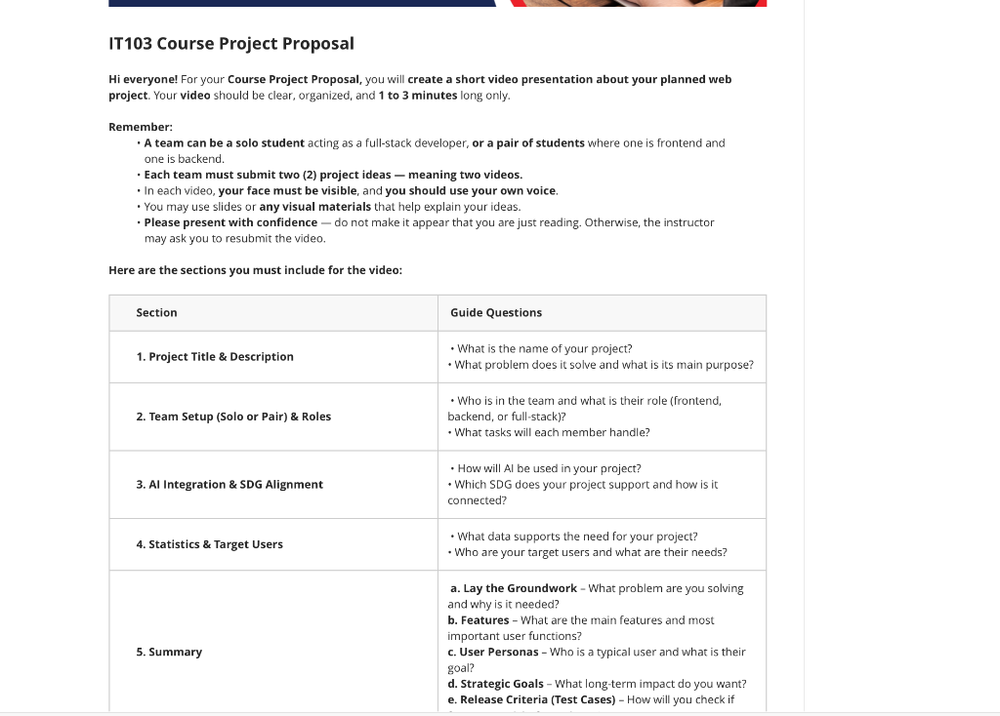 IT103 Course Project Proposal
Hi everyone! For your Course Project Proposal, you will create a short video presentation about your planned web
project. Your video should be clear, organized, and 1 to 3 minutes long only.
Remember:
• A team can be a solo student acting as a full-stack developer, or a pair of students where one is frontend and
one is backend.
• Each team must submit two (2) project ideas — meaning two videos.
• In each video, your face must be visible, and you should use your own voice.
• You may use slides or any visual materials that help explain your ideas.
• Please present with confidence — do not make it appear that you are just reading. Otherwise, the instructor
may ask you to resubmit the video.
Here are the sections you must include for the video:
Section
Guide Questions
1. Project Title & Description
• What is the name of your project?
• What problem does it solve and what is its main purpose?
2. Team Setup (Solo or Pair) & Roles
• Who is in the team and what is their role (frontend,
backend, or full-stack)?
• What tasks will each member handle?
3. AI Integration & SDG Alignment
• How will AI be used in your project?
• Which SDG does your project support and how is it
connected?
4. Statistics & Target Users
• What data supports the need for your project?
• Who are your target users and what are their needs?
5. Summary
a. Lay the Groundwork – What problem are you solving
and why is it needed?
b. Features – What are the main features and most
important user functions?
c. User Personas – Who is a typical user and what is their
goal?
d. Strategic Goals – What long-term impact do you want?
e. Release Criteria (Test Cases) – How will you check if